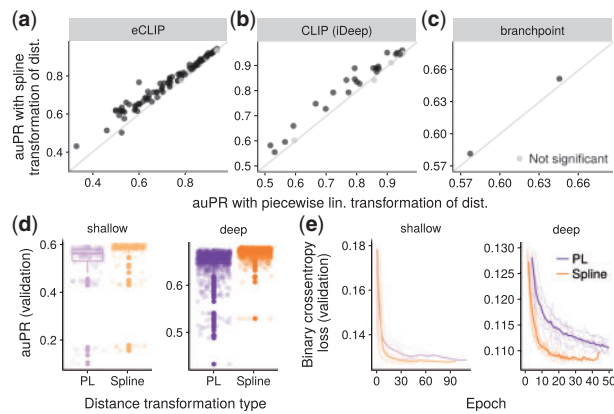 (a) (b) (c)
eCLIP CLIP (iDeep) branchpoint
auPR with spline
transformation of dist.
0.8
0.6
0.4
0.4 0.6 0.8
1.0
0.9
0.8
0.7
0.6
0.5
0.5 0.6 0.7 0.8 0.9 1.0
0.66
0.63
0.60
0.57
0.57 0.60 0.63 0.66
Not significant
auPR with piecewise lin. transformation of dist.
(d) (e)
shallow deep
auPR (validation)
0.6
0.4
0.2
PL Spline
0.6
0.5
PL Spline
Distance transformation type
shallow deep
Binary crossentropy
loss (validation)
0.18
0.16
0.14
0 30 60 90
0.130
0.125
0.120
0.115
0.110
0 10 20 30 40 50
PL
Spline
Epoch